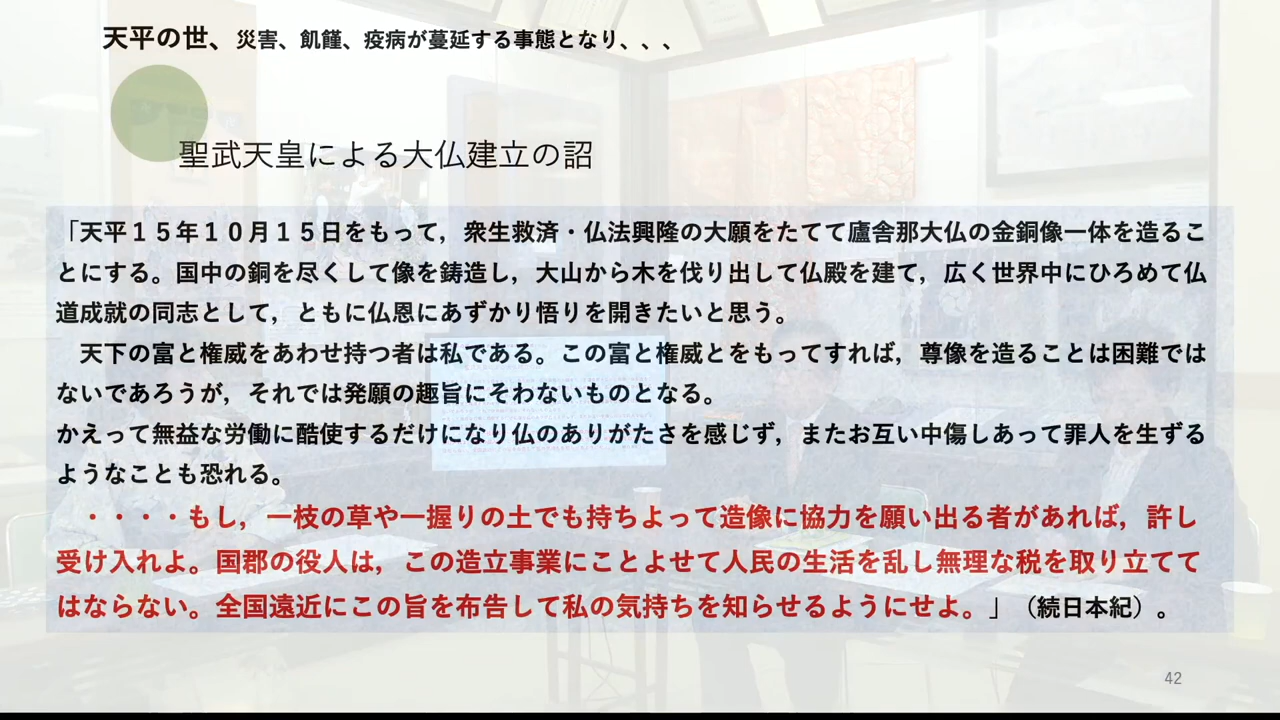 天平の世、災害、飢饉、疫病が蔓延する事態となり、、、
聖武天皇による大仏建立の詔
「天平１５年１０月１５日をもって，衆生救済・仏法興隆の大願をたてて廬舎那大仏の金銅像一体を造るこ
とにする。国中の銅を尽くして像を鋳造し，大山から木を伐り出して仏殿を建て，広く世界中にひろめて仏
道成就の同志として，ともに仏恩にあずかり悟りを開きたいと思う。
　天下の富と権威をあわせ持つ者は私である。この富と権威とをもってすれば，尊像を造ることは困難では
ないであろうが，それでは発願の趣旨にそわないものとなる。
かえって無益な労働に酷使するだけになり仏のありがたさを感じず，またお互い中傷しあって罪人を生ずる
ようなことも恐れる。
　・・・・もし，一枝の草や一握りの土でも持ちよって造像に協力を願い出る者があれば，許し
受け入れよ。国郡の役人は，この造立事業にことよせて人民の生活を乱し無理な税を取り立てて
はならない。全国遠近にこの旨を布告して私の気持ちを知らせるようにせよ。」（続日本紀）。
42